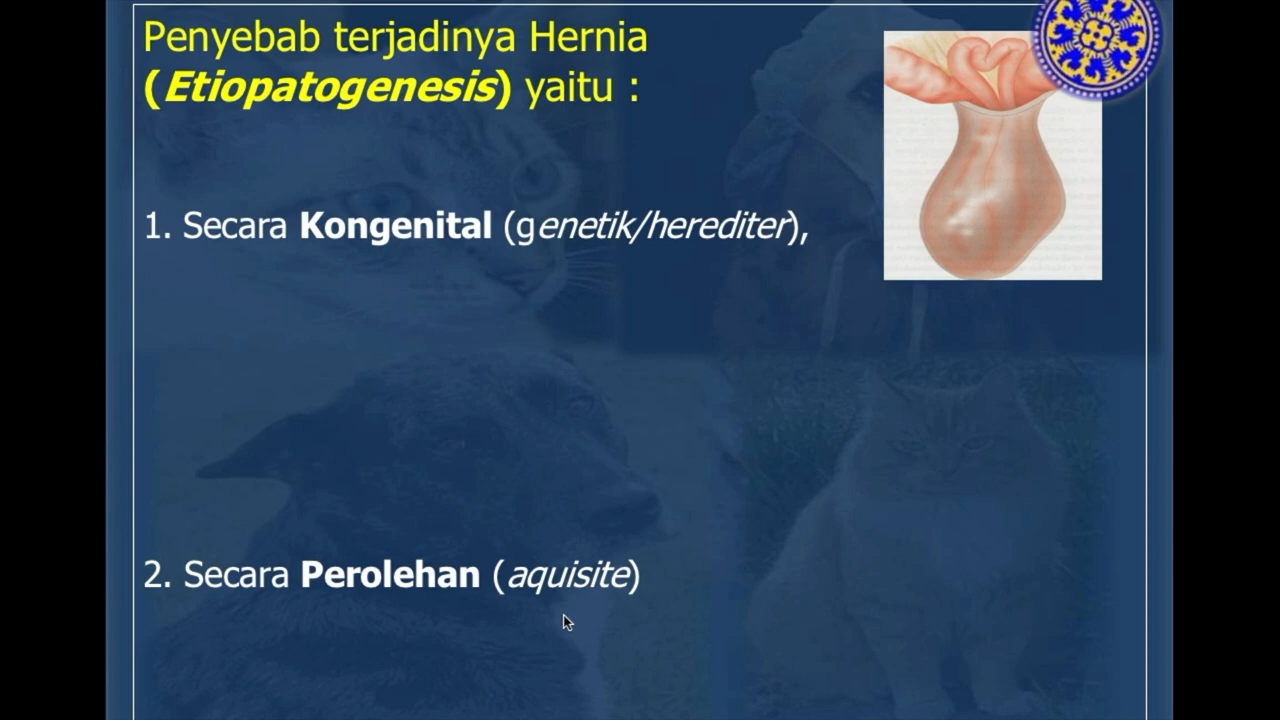 Penyebab terjadinya Hernia
(Etiopatogenesis) yaitu :
1. Secara Kongenital (genetik/herediter),
2. Secara Perolehan (aquisite)